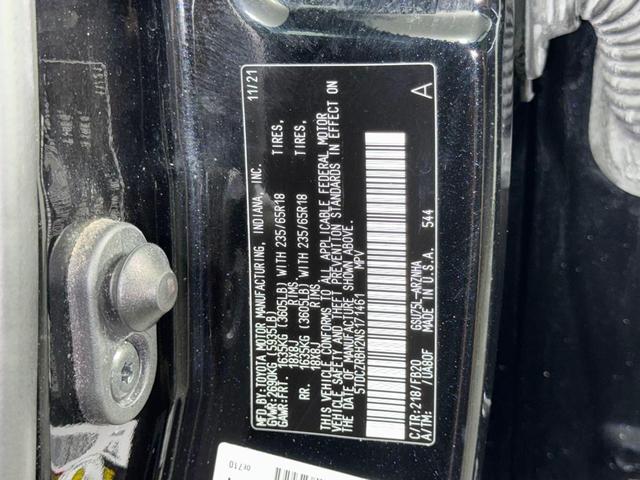 MFD.BY:TOYOTA MOTOR MANUFACTURING, INDIANA, INC. 11/21
GVWR:2690KG (5935LB)
GAWR:FRT. 1635KG (3605LB) WITH 235/65R18 TIRES,
18X8J RIMS,
RR. 1635KG (3605LB) WITH 235/65R18 TIRES,
18X8J RIMS,
THIS VEHICLE CONFORMS TO ALL APPLICABLE FEDERAL MOTOR
VEHICLE SAFETY AND THEFT PREVENTION STANDARDS IN EFFECT ON
THE DATE OF MANUFACTURE SHOWN ABOVE.
5TDCZRBH2NS171461 MPV
C/TR:218/FB20 GSU75L-ARZNHA A
A/TM: /UA80F MADE IN U.S.A. 544